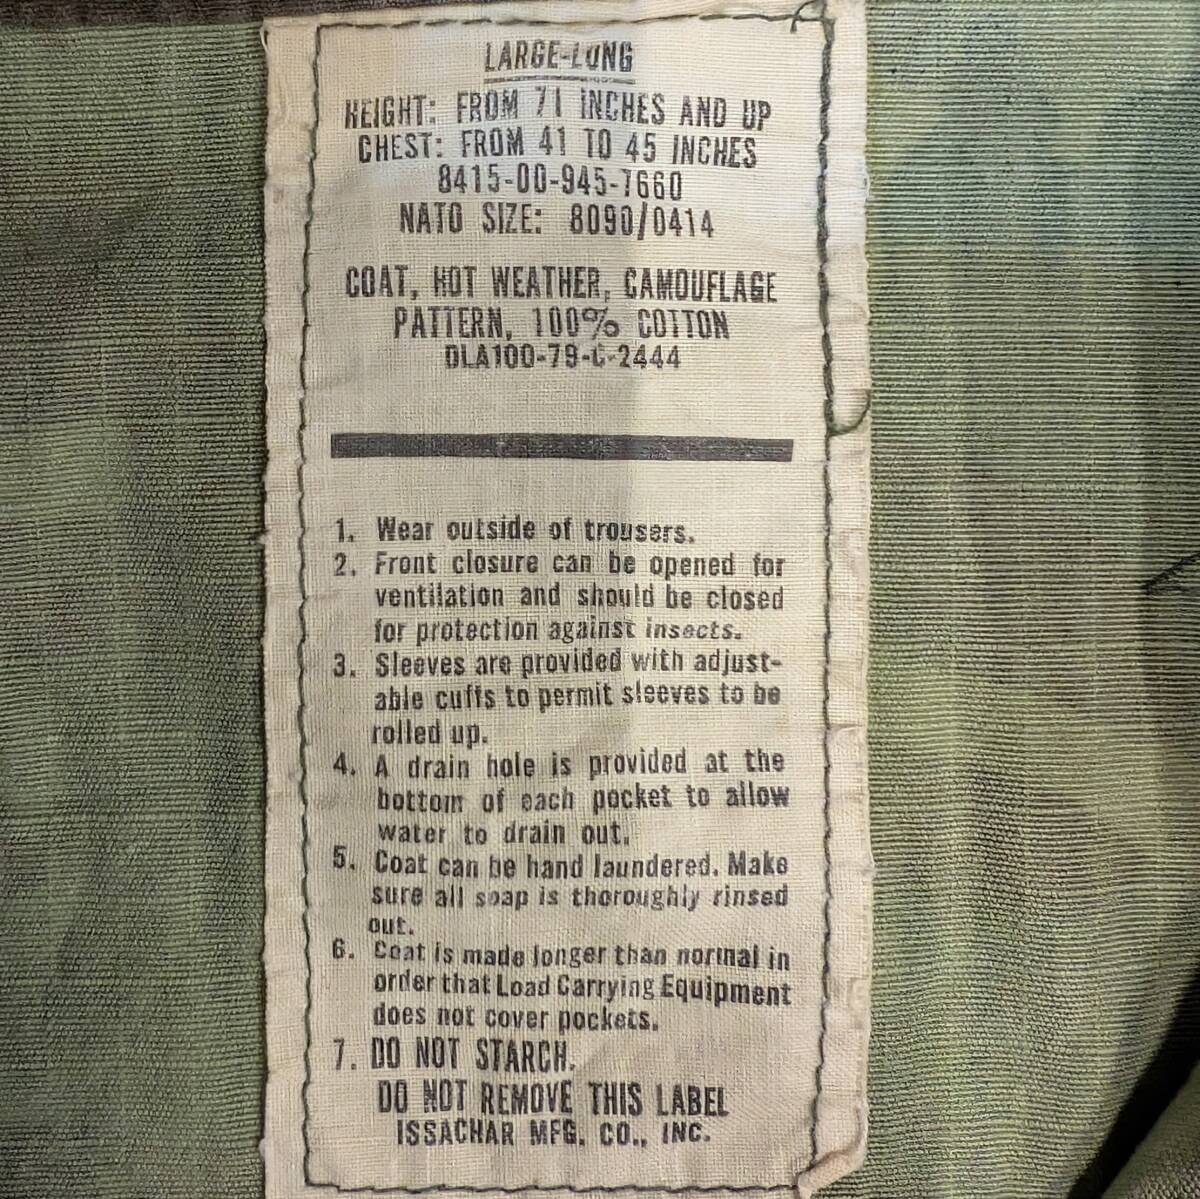 LARGE-LONG
HEIGHT: FROM 71 INCHES AND UP
CHEST: FROM 41 TO 45 INCHES
8415-00-945-7660
NATO SIZE: 8090/0414
COAT, HOT WEATHER, CAMOUFLAGE
PATTERN, 100% COTTON
DLA100-79-C-2444
1. Wear outside of trousers.
2. Front closure can be opened for
ventilation and should be closed
for protection against insects.
3. Sleeves are provided with adjust-
able cuffs to permit sleeves to be
rolled up.
4. A drain hole is provided at the
bottom of each pocket to allow
water to drain out.
5. Coat can be hand laundered. Make
sure all soap is thoroughly rinsed
out.
6. Coat is made longer than normal in
order that Load Carrying Equipment
does not cover pockets.
7. DO NOT STARCH.
DO NOT REMOVE THIS LABEL
ISSACHAR MFG. CO., INC.